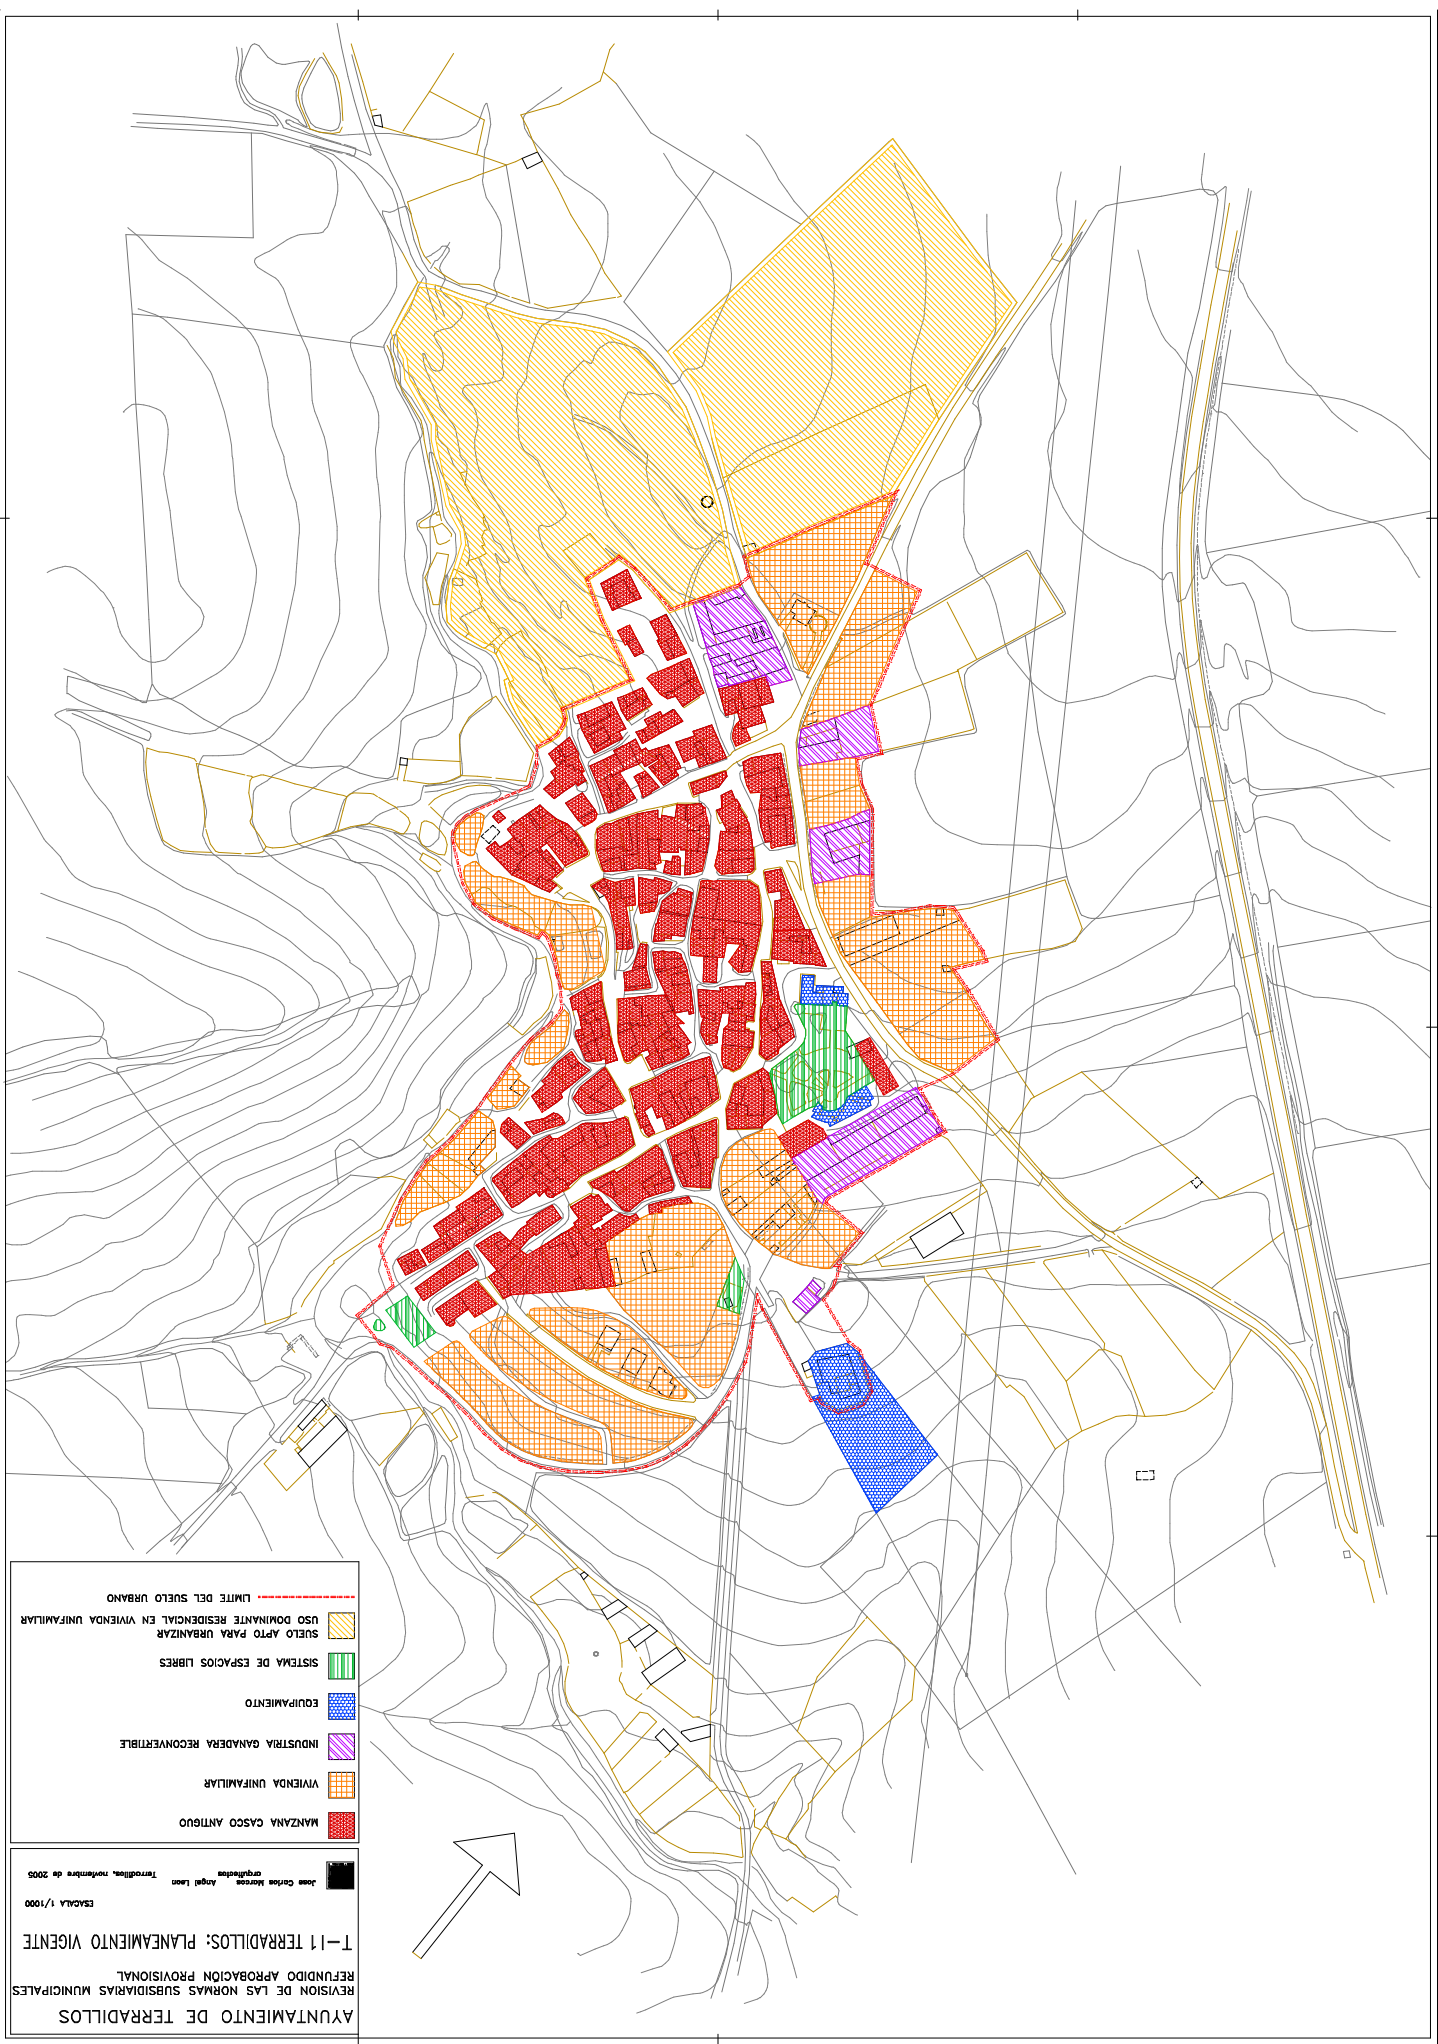 AYUNTAMIENTO DE TERRADILLOS
REVISION DE LAS NORMAS SUBSIDIARIAS MUNICIPALES
REFUNDIDO APROBACIÓN PROVISIONAL
T-11 TERRADILLOS: PLANEAMIENTO VIGENTE
ESACALA 1/1000
Jose Carlos Marcos Angel Leon
arquitectos
Terradillos, noviembre de 2005
MANZANA CASCO ANTIGUO
VIVIENDA UNIFAMILIAR
INDUSTRIA GANADERA RECONVERTIBLE
EQUIPAMIENTO
SISTEMA DE ESPACIOS LIBRES
SUELO APTO PARA URBANIZAR
USO DOMINANTE RESIDENCIAL EN VIVIENDA UNIFAMILIAR
LIMITE DEL SUELO URBANO